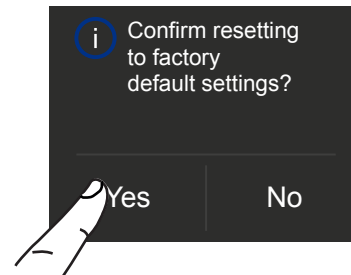 i
Confirm resetting
to factory
default settings?
Yes
No